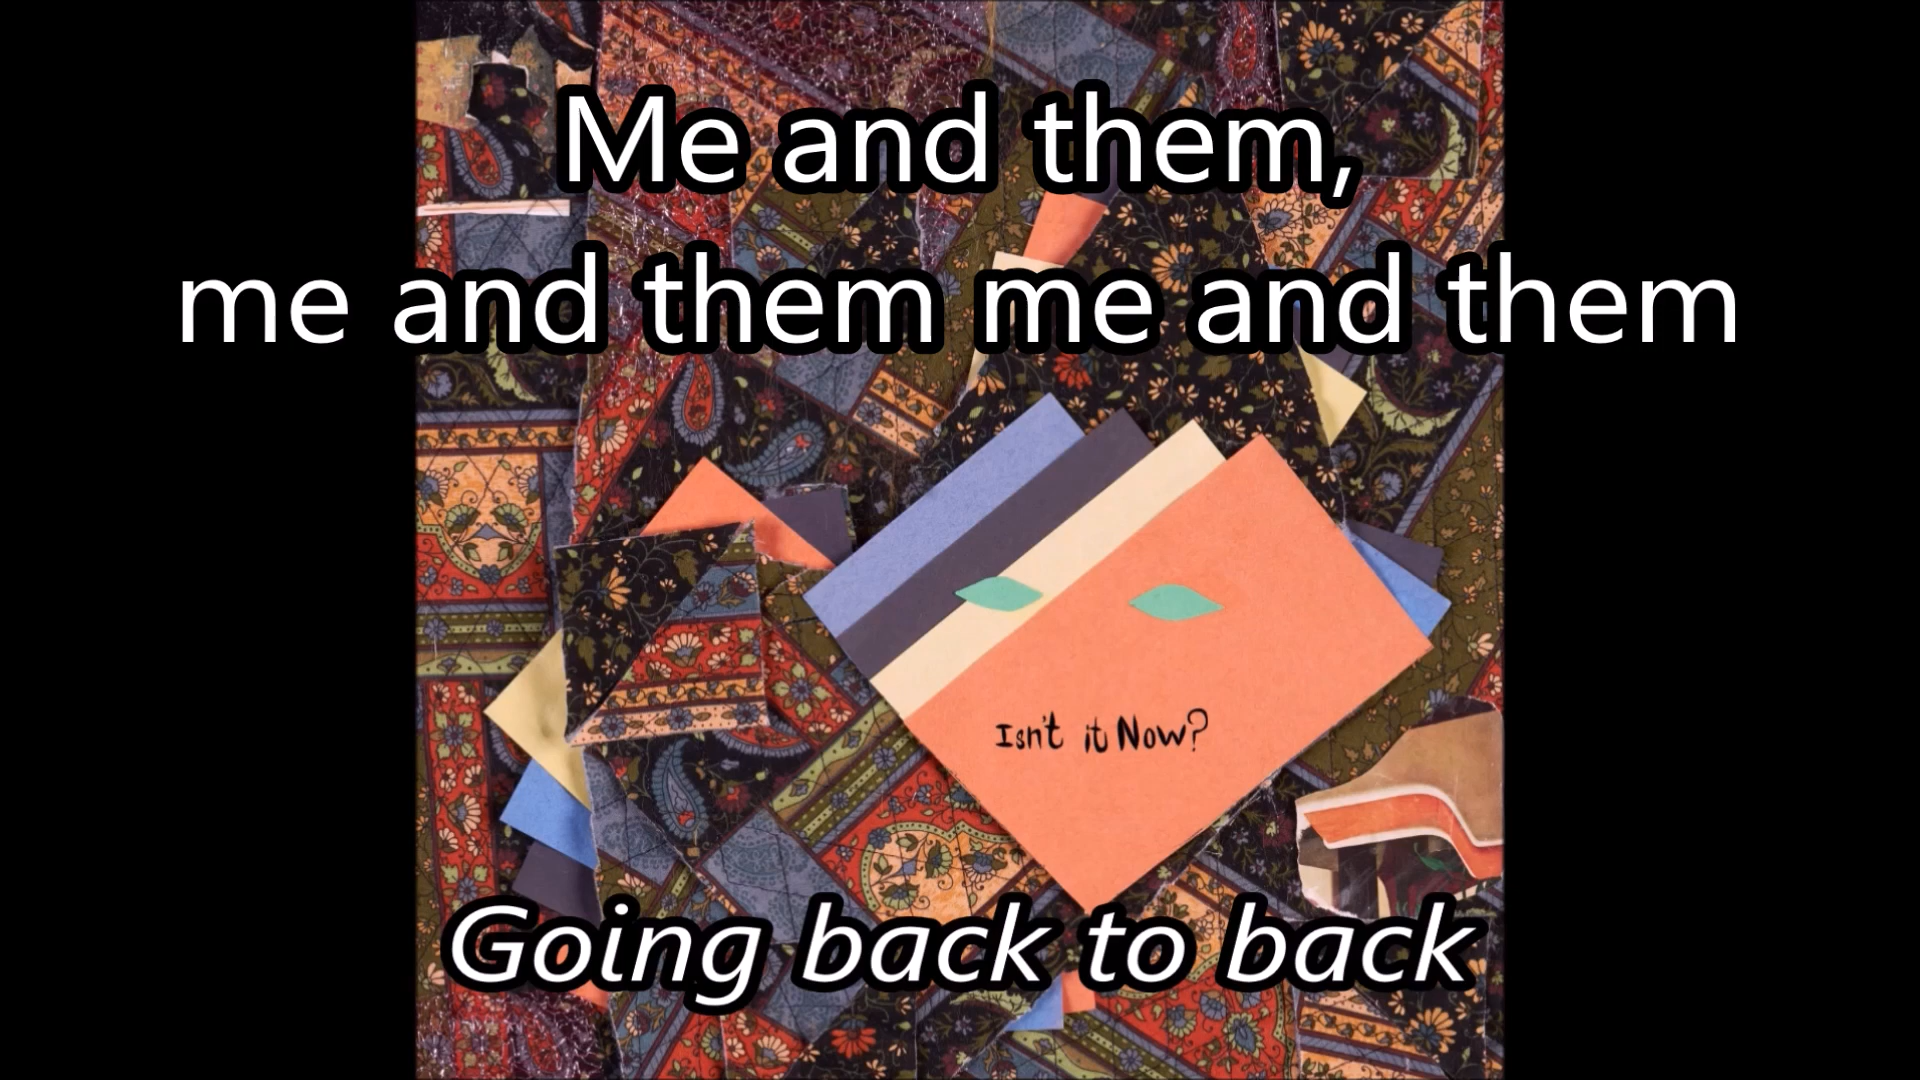 Me and them,
me and them me and them
Isn't it Now?
Going back to back